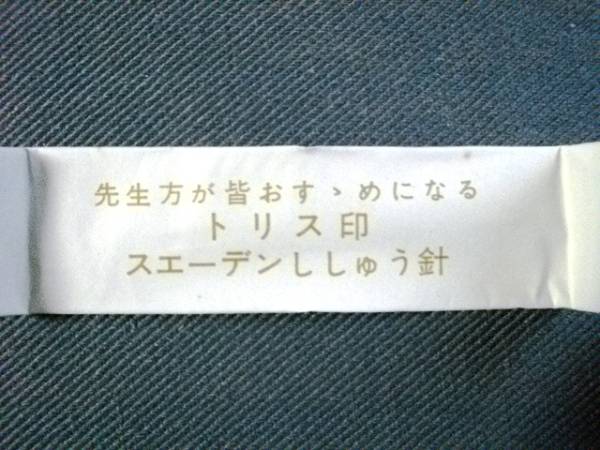 先生方が皆おすゝめになる
トリス印
スエーデンししゅう針